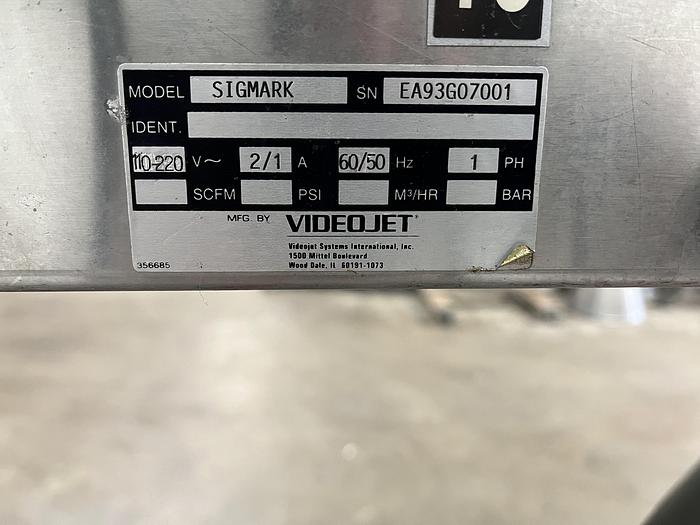 MODEL SIGMARK SN EA93G07001
IDENT.
110-220 V~ 2/1 A 60/50 Hz 1 PH
SCFM PSI M³/HR BAR
MFG. BY VIDEOJET®
Videojet Systems International, Inc.
1500 Mittel Boulevard
356685 Wood Dale, IL 60191-1073